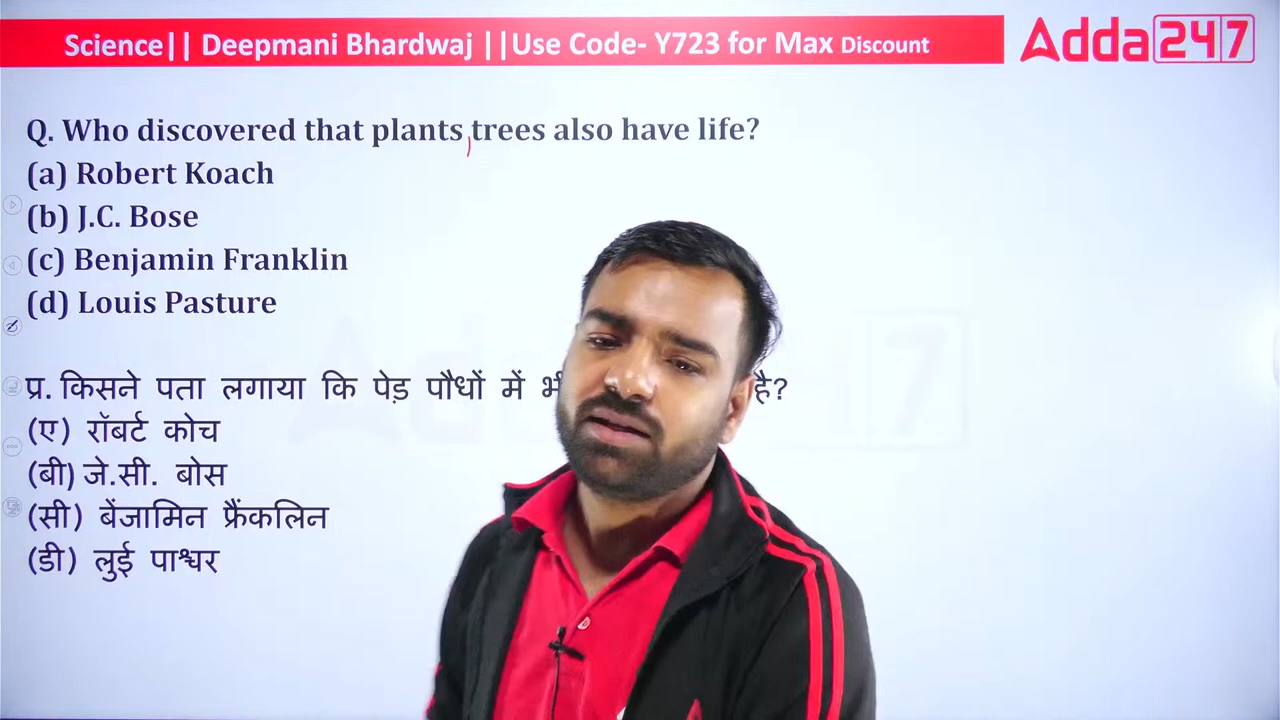 Science|| Deepmani Bhardwaj ||Use Code- Y723 for Max Discount
Adda247
Q. Who discovered that plants,trees also have life?
(a) Robert Koach
(b) J.C. Bose
(c) Benjamin Franklin
(d) Louis Pasture
प्र. किसने पता लगाया कि पेड़ पौधों में है?
(ए) रॉबर्ट कोच
(बी) जे.सी. बोस
(सी) बेंजामिन फ्रैंकलिन
(डी) लुई पाश्चर